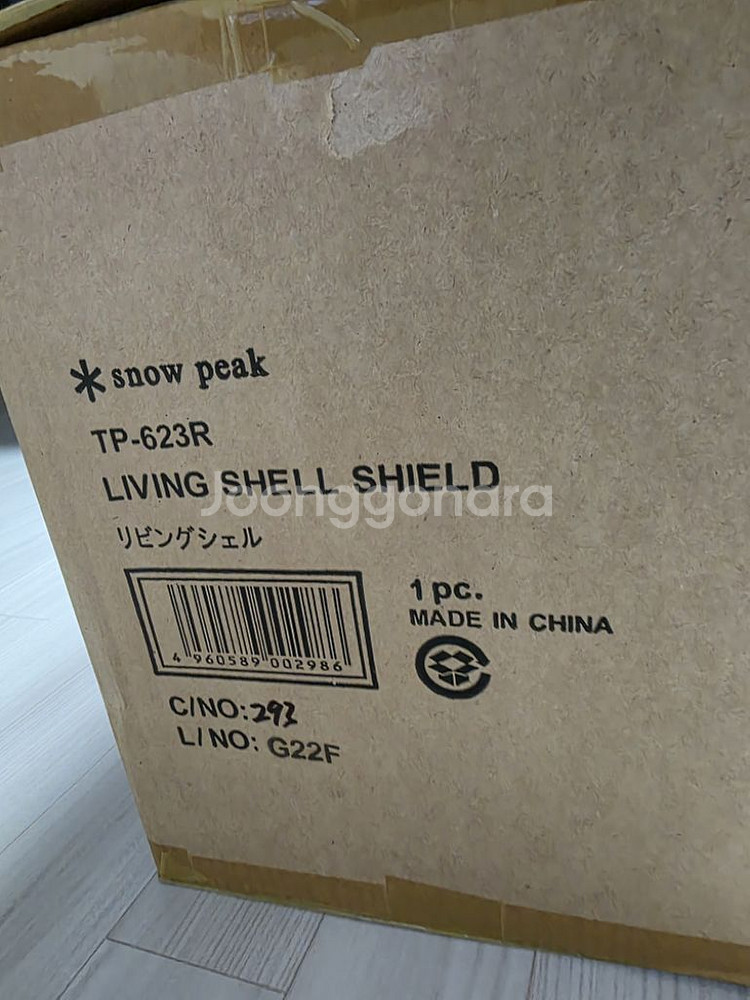 snow peak
TP-623R
LIVING SHELL SHIELD
Joonggonara
リビングシェル
4 960589 002986
1 pc.
MADE IN CHINA
C/NO: 293
L/NO: G22F